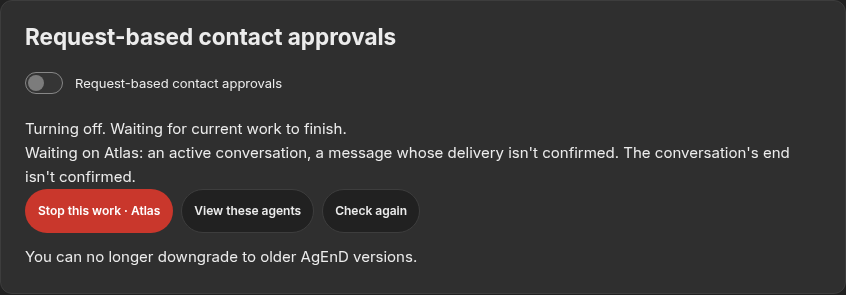 Request-based contact approvals
Request-based contact approvals
Turning off. Waiting for current work to finish.
Waiting on Atlas: an active conversation, a message whose delivery isn't confirmed. The conversation's end
isn't confirmed.
Stop this work · Atlas
View these agents
Check again
You can no longer downgrade to older AgEnD versions.